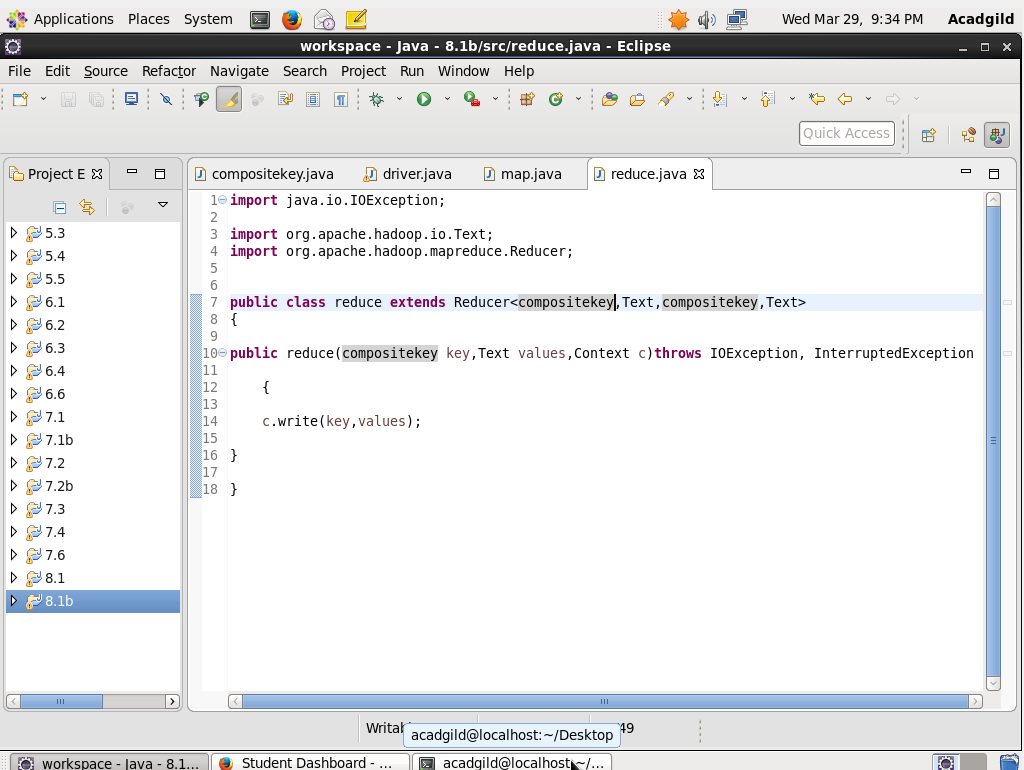 Applications Places System Wed Mar 29, 9:34 PM Acadgild
workspace - Java - 8.1b/src/reduce.java - Eclipse
File Edit Source Refactor Navigate Search Project Run Window Help
Quick Access
Project E compositekey.java driver.java map.java reduce.java
5.3
5.4
5.5
6.1
6.2
6.3
6.4
6.6
7.1
7.1b
7.2
7.2b
7.3
7.4
7.6
8.1
8.1b
1 import java.io.IOException;
2
3 import org.apache.hadoop.io.Text;
4 import org.apache.hadoop.mapreduce.Reducer;
5
6
7 public class reduce extends Reducer<compositekey,Text,compositekey,Text>
8 {
9
10 public reduce(compositekey key,Text values,Context c)throws IOException, InterruptedException
11
12 {
13
14 c.write(key,values);
15
16 }
17
18 }
49
acadgild@localhost:~/Desktop
workspace - Java - 8.1... Student Dashboard - ... acadgild@localhost:~/...